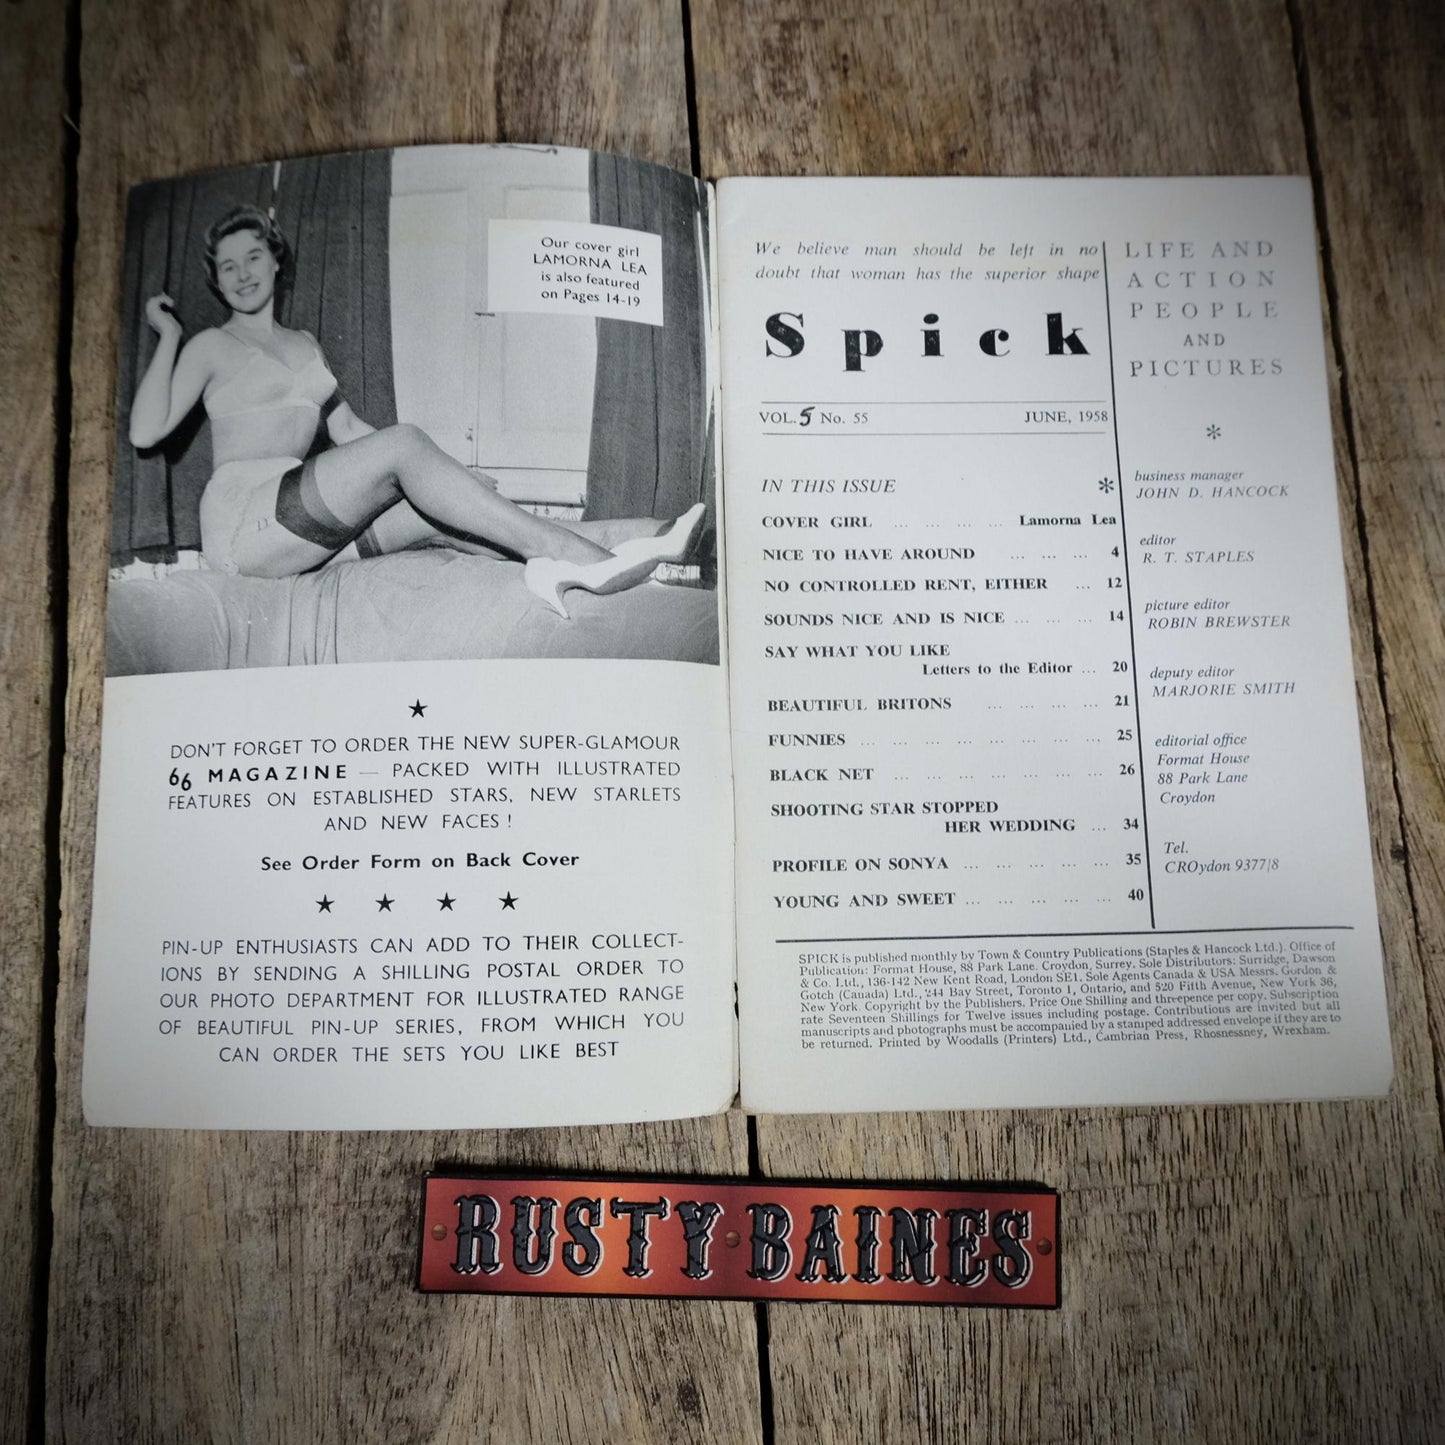 Our cover girl
LAMORNA LEA
is also featured
on Pages 14-19
★
DON'T FORGET TO ORDER THE NEW SUPER-GLAMOUR
66 MAGAZINE — PACKED WITH ILLUSTRATED
FEATURES ON ESTABLISHED STARS, NEW STARLETS
AND NEW FACES !
See Order Form on Back Cover
★ ★ ★ ★
PIN-UP ENTHUSIASTS CAN ADD TO THEIR COLLECT-
IONS BY SENDING A SHILLING POSTAL ORDER TO
OUR PHOTO DEPARTMENT FOR ILLUSTRATED RANGE
OF BEAUTIFUL PIN-UP SERIES, FROM WHICH YOU
CAN ORDER THE SETS YOU LIKE BEST
We believe man should be left in no
doubt that woman has the superior shape
Spick
VOL. 5 No. 55 JUNE, 1958
IN THIS ISSUE *
COVER GIRL ... ... ... ... Lamorna Lea
NICE TO HAVE AROUND ... ... ... 4
NO CONTROLLED RENT, EITHER ... 12
SOUNDS NICE AND IS NICE ... ... ... 14
SAY WHAT YOU LIKE
Letters to the Editor ... 20
BEAUTIFUL BRITONS ... ... ... ... 21
FUNNIES ... ... ... ... ... ... ... ... 25
BLACK NET ... ... ... ... ... ... ... 26
SHOOTING STAR STOPPED
HER WEDDING ... 34
PROFILE ON SONYA ... ... ... ... ... 35
YOUNG AND SWEET ... ... ... ... ... 40
LIFE AND
ACTION
PEOPLE
AND
PICTURES
*
business manager
JOHN D. HANCOCK
editor
R. T. STAPLES
picture editor
ROBIN BREWSTER
deputy editor
MARJORIE SMITH
editorial office
Format House
88 Park Lane
Croydon
Tel.
CROydon 9377/8
SPICK is published monthly by Town & Country Publications (Staples & Hancock Ltd.). Office of
Publication: Format House, 88 Park Lane, Croydon, Surrey. Sole Distributors: Surridge, Dawson
& Co. Ltd., 136-142 New Kent Road, London SE1. Sole Agents Canada & USA Messrs. Gordon &
Gotch (Canada) Ltd., 244 Bay Street, Toronto 1, Ontario, and 520 Fifth Avenue, New York 36,
New York. Copyright by the Publishers. Price One Shilling and threepence per copy. Subscription
rate Seventeen Shillings for Twelve issues including postage. Contributions are invited but all
manuscripts and photographs must be accompanied by a stamped addressed envelope if they are to
be returned. Printed by Woodalls (Printers) Ltd., Cambrian Press, Rhosnessney, Wrexham.
RUSTY BAINES